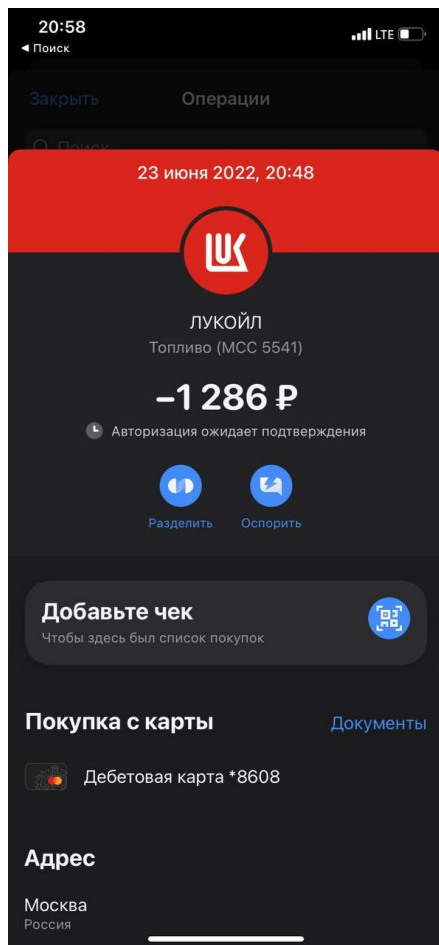 20:58
LTE
◀ Поиск
Закрыть
Операции
Поиск
23 июня 2022, 20:48
LUK
ЛУКОЙЛ
Топливо (MCC 5541)
–1 286 ₽
Авторизация ожидает подтверждения
Разделить
Оспорить
Добавьте чек
Чтобы здесь был список покупок
Покупка с карты
Документы
Дебетовая карта *8608
Адрес
Москва
Россия